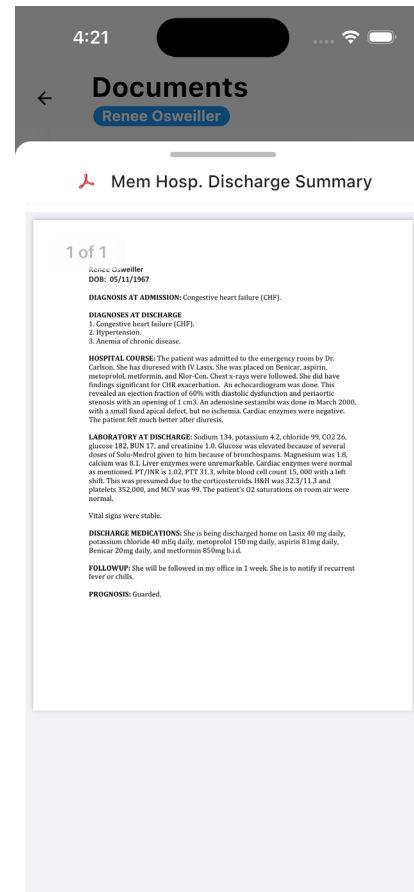 4:21
Documents
Renee Osweiller
Mem Hosp. Discharge Summary
1 of 1
Renee Osweiller
DOB: 05/11/1967
DIAGNOSIS AT ADMISSION: Congestive heart failure (CHF).
DIAGNOSES AT DISCHARGE
1. Congestive heart failure (CHF).
2. Hypertension.
3. Anemia of chronic disease.
HOSPITAL COURSE: The patient was admitted to the emergency room by Dr.
Carlson. She has diuresed with IV Lasix. She was placed on Benicar, aspirin,
metoprolol, metformin, and Klor-Con. Chest x-rays were followed. She did have
findings significant for CHR exacerbation. An echocardiogram was done. This
revealed an ejection fraction of 60% with diastolic dysfunction and periaortic
stenosis with an opening of 1 cm3. An adenosine sestamibi was done in March 2000,
with a small fixed apical defect, but no ischemia. Cardiac enzymes were negative.
The patient felt much better after diuresis.
LABORATORY AT DISCHARGE: Sodium 134, potassium 4.2, chloride 99, CO2 26,
glucose 182, BUN 17, and creatinine 1.0. Glucose was elevated because of several
doses of Solu-Medrol given to him because of bronchospams. Magnesium was 1.8,
calcium was 8.1. Liver enzymes were unremarkable. Cardiac enzymes were normal
as mentioned. PT/INR is 1.02, PTT 31.3, white blood cell count 15, 000 with a left
shift. This was presumed due to the corticosteroids. H&H was 32.3/11.3 and
platelets 352,000, and MCV was 99. The patient's O2 saturations on room air were
normal.
Vital signs were stable.
DISCHARGE MEDICATIONS: She is being discharged home on Lasix 40 mg daily,
potassium chloride 40 mEq daily, metoprolol 150 mg daily, aspirin 81mg daily,
Benicar 20mg daily, and metformin 850mg b.i.d.
FOLLOWUP: She will be followed in my office in 1 week. She is to notify if recurrent
fever or chills.
PROGNOSIS: Guarded.